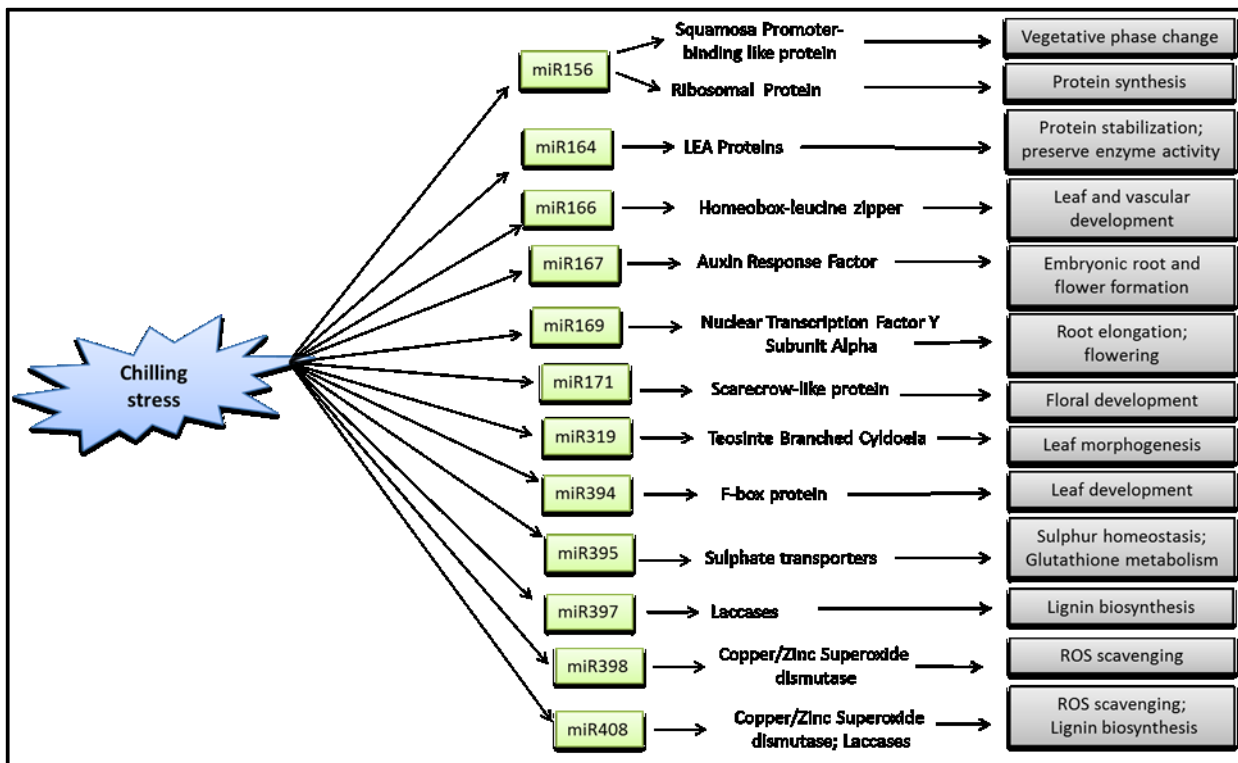 Squamosa Promoter-
binding like protein
Vegetative phase change
miR156
Ribosomal Protein
Protein synthesis
miR164
LEA Proteins
Protein stabilization;
preserve enzyme activity
miR166
Homeobox-leucine zipper
Leaf and vascular
development
miR167
Auxin Response Factor
Embryonic root and
flower formation
miR169
Nuclear Transcription Factor Y
Subunit Alpha
Root elongation;
flowering
Chilling
stress
miR171
Scarecrow-like protein
Floral development
miR319
Teosinte Branched Cyldoela
Leaf morphogenesis
miR394
F-box protein
Leaf development
miR395
Sulphate transporters
Sulphur homeostasis;
Glutathione metabolism
miR397
Laccases
Lignin biosynthesis
miR398
Copper/Zinc Superoxide
dismutase
ROS scavenging
miR408
Copper/Zinc Superoxide
dismutase; Laccases
ROS scavenging;
Lignin biosynthesis